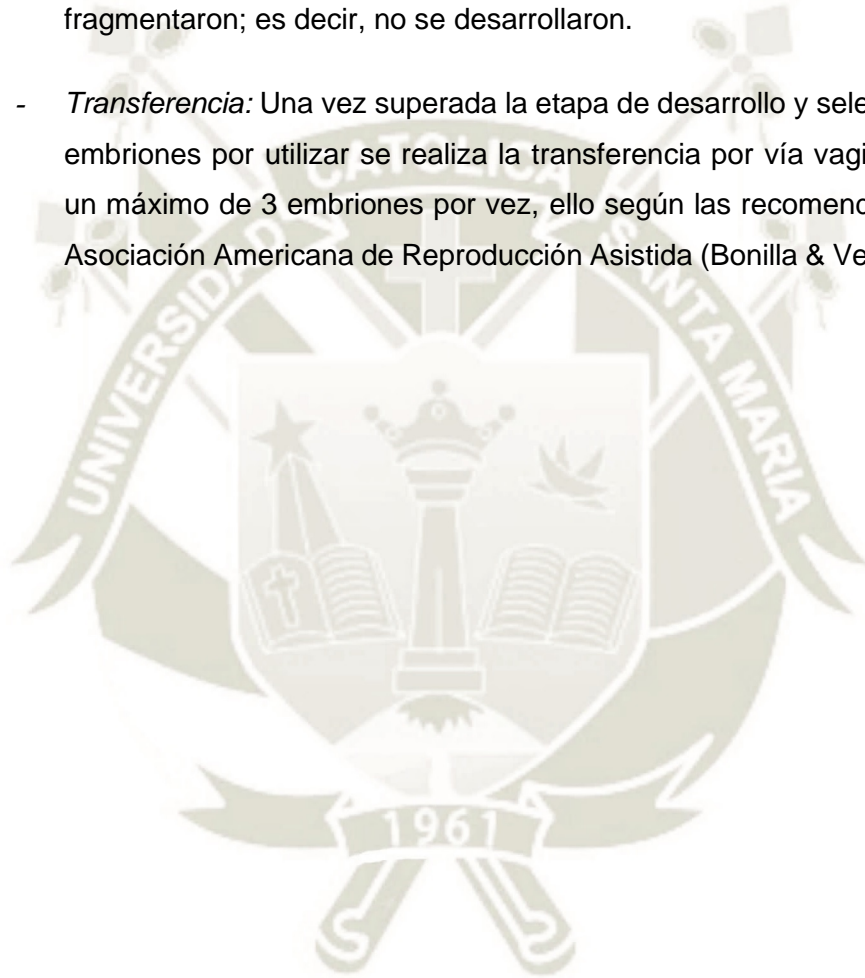 fragmentaron; es decir, no se desarrollaron.
- Transferencia: Una vez superada la etapa de desarrollo y
embriones por utilizar se realiza la transferencia por vía
un máximo de 3 embriones por vez, ello según las
Asociación Americana de Reproducción Asistida (Bonilla &
UNIVERSIDAD CATOLICA SANTA MARIA
1961